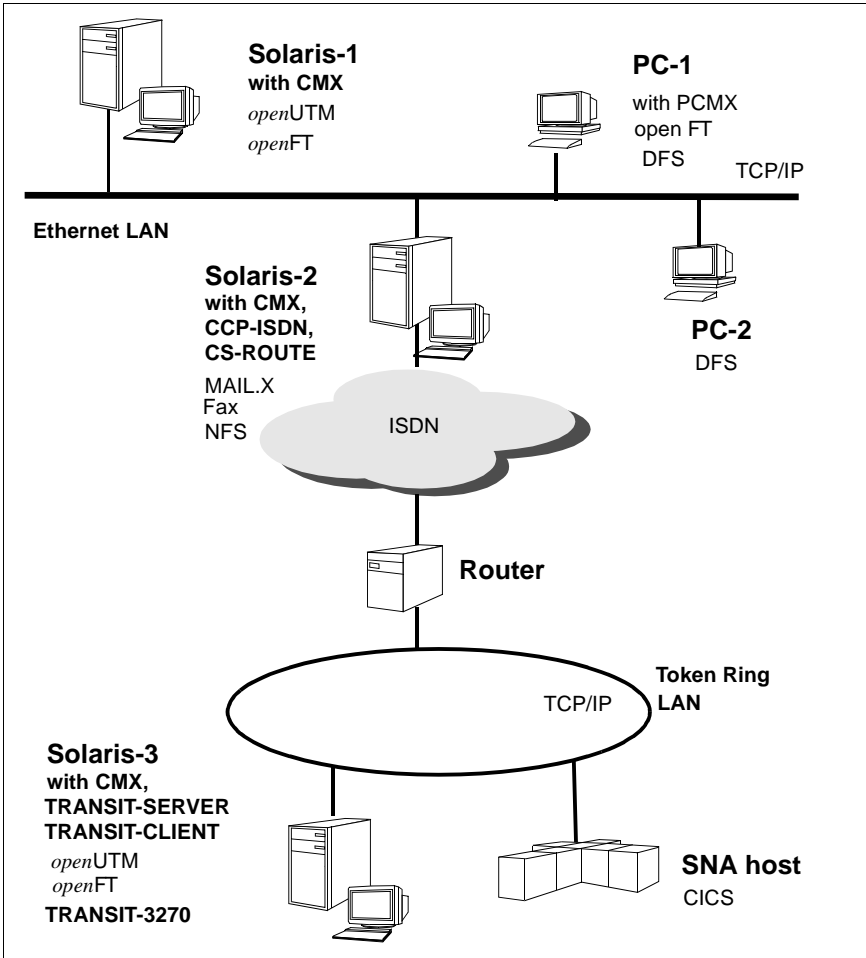 Solaris-1
with CMX
openUTM
openFT
PC-1
with PCMX
open FT
DFS
TCP/IP
Ethernet LAN
Solaris-2
with CMX,
CCP-ISDN,
CS-ROUTE
MAIL.X
Fax
NFS
PC-2
DFS
ISDN
Router
Token Ring
LAN
TCP/IP
Solaris-3
with CMX,
TRANSIT-SERVER
TRANSIT-CLIENT
openUTM
openFT
TRANSIT-3270
SNA host
CICS